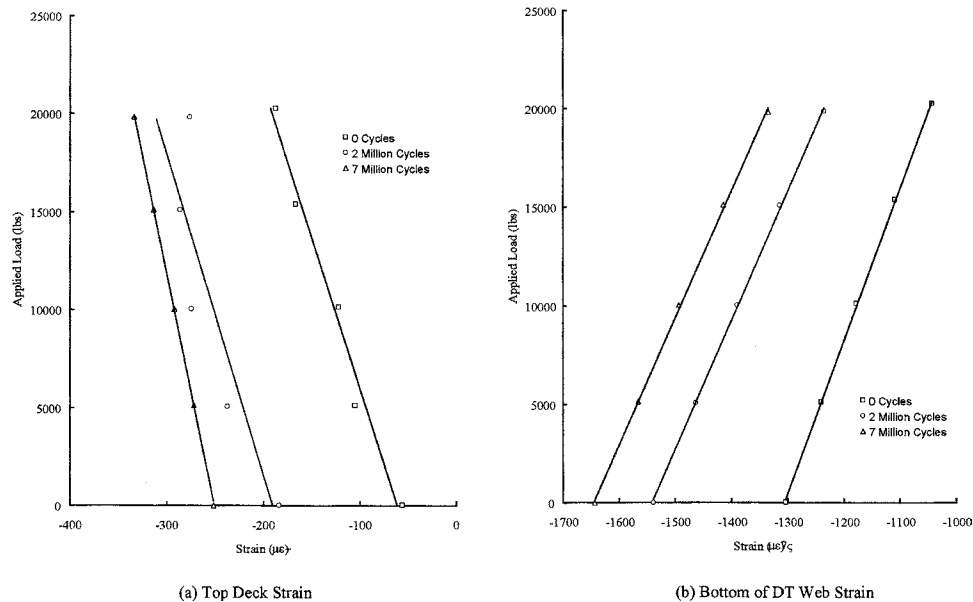 25000
20000
15000
10000
5000
0
Applied Load (lbs)
0 Cycles
2 Million Cycles
7 Million Cycles
-400
-300
-200
-100
0
Strain (με)
(a) Top Deck Strain
25000
20000
15000
10000
5000
0
Applied Load (lbs)
0 Cycles
2 Million Cycles
7 Million Cycles
-1700
-1600
-1500
-1400
-1300
-1200
-1100
-1000
Strain
(b) Bottom of DT Web Strain